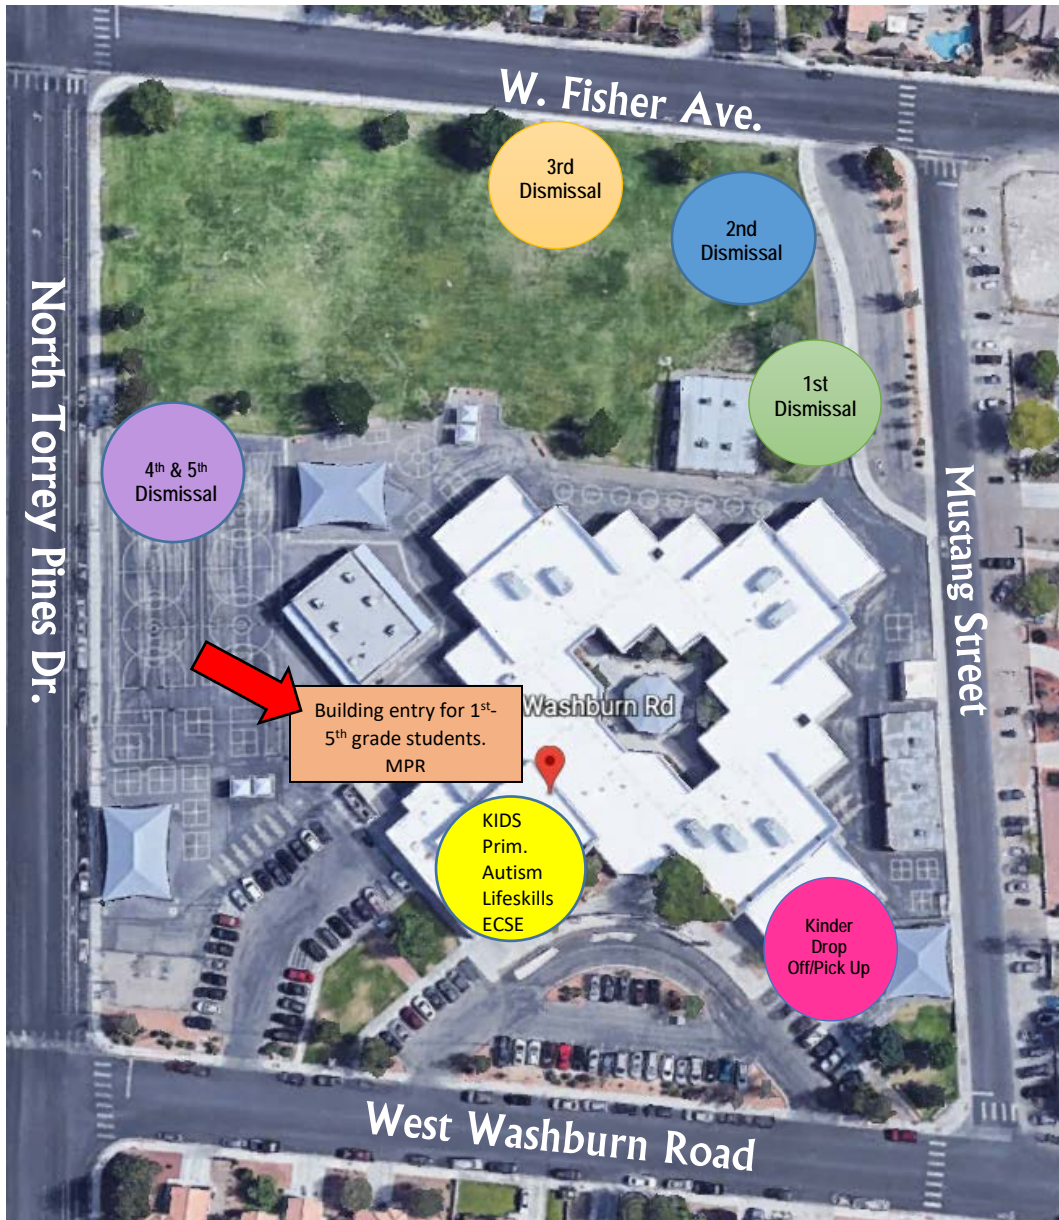 W. Fisher Ave.
3rd
Dismissal
2nd
Dismissal
1st
Dismissal
North Torrey Pines Dr.
4th & 5th
Dismissal
Mustang Street
Building entry for 1st-
5th grade students.
MPR
Washburn Rd
KIDS
Prim.
Autism
Lifeskills
ECSE
Kinder
Drop
Off/Pick Up
West Washburn Road